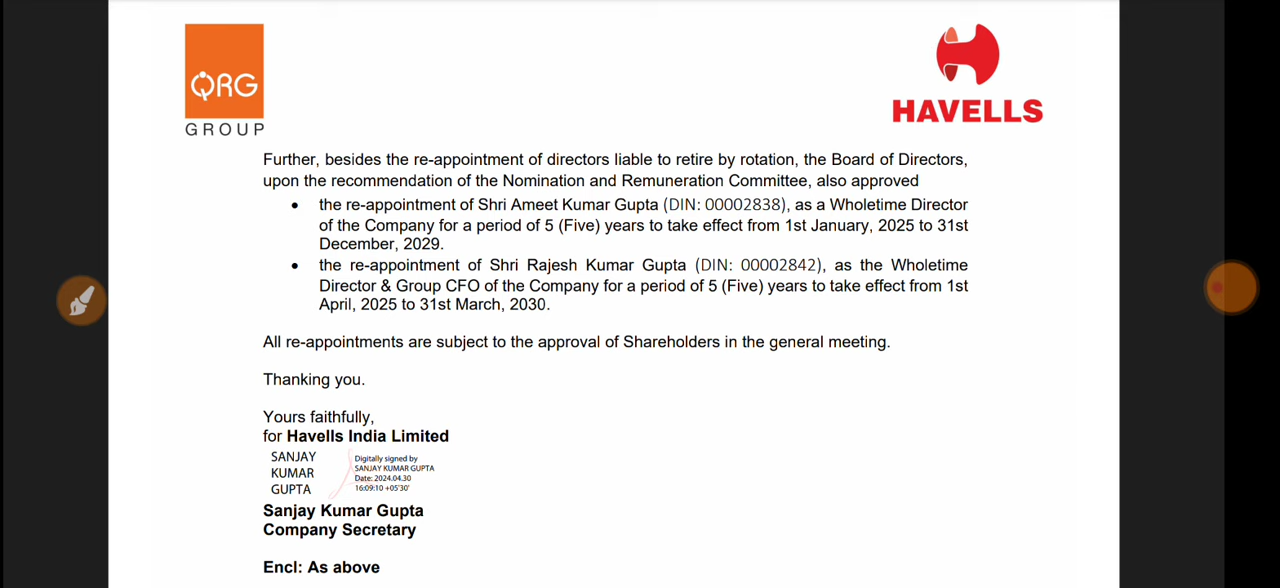 QRG
GROUP
HAVELLS
Further, besides the re-appointment of directors liable to retire by rotation, the Board of Directors,
upon the recommendation of the Nomination and Remuneration Committee, also approved
• the re-appointment of Shri Ameet Kumar Gupta (DIN: 00002838), as a Wholetime Director
of the Company for a period of 5 (Five) years to take effect from 1st January, 2025 to 31st
December, 2029.
• the re-appointment of Shri Rajesh Kumar Gupta (DIN: 00002842), as the Wholetime
Director & Group CFO of the Company for a period of 5 (Five) years to take effect from 1st
April, 2025 to 31st March, 2030.
All re-appointments are subject to the approval of Shareholders in the general meeting.
Thanking you.
Yours faithfully,
for Havells India Limited
SANJAY
KUMAR
GUPTA
Digitally signed by
SANJAY KUMAR GUPTA
Date: 2024.04.30
16:09:10 +05'30'
Sanjay Kumar Gupta
Company Secretary
Encl: As above